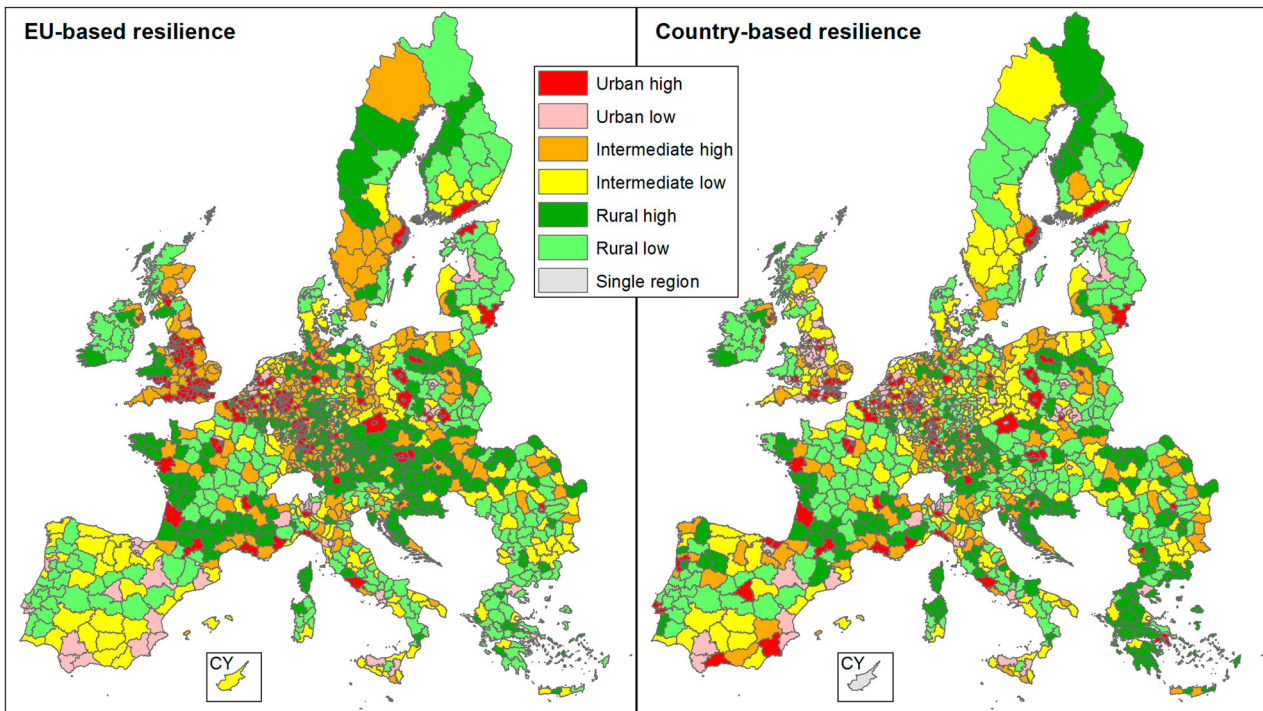 EU-based resilience
Country-based resilience
Urban high
Urban low
Intermediate high
Intermediate low
Rural high
Rural low
Single region
CY
CY